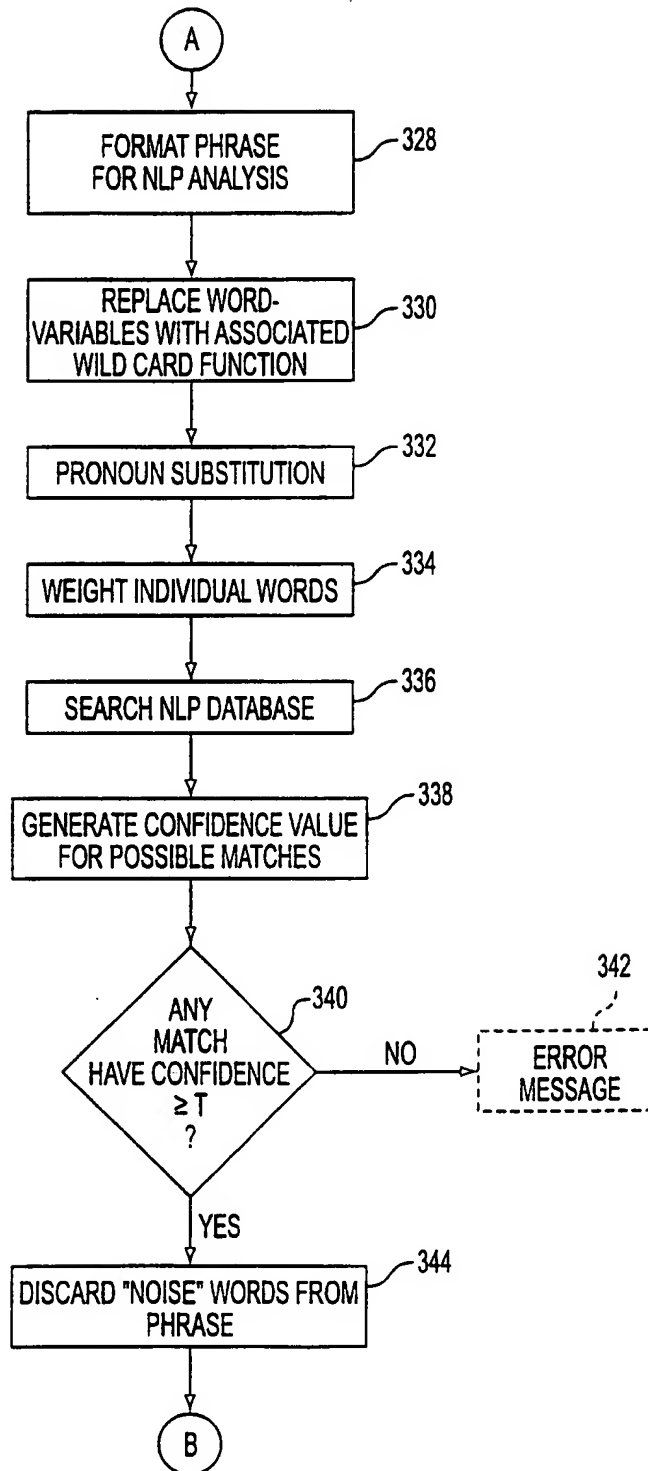 A
FORMAT PHRASE
FOR NLP ANALYSIS
328
REPLACE WORD-
VARIABLES WITH ASSOCIATED
WILD CARD FUNCTION
330
PRONOUN SUBSTITUTION
332
WEIGHT INDIVIDUAL WORDS
334
SEARCH NLP DATABASE
336
GENERATE CONFIDENCE VALUE
FOR POSSIBLE MATCHES
338
ANY
MATCH
HAVE CONFIDENCE
≥ T
?
340
NO
342
ERROR
MESSAGE
YES
DISCARD "NOISE" WORDS FROM
PHRASE
344
B